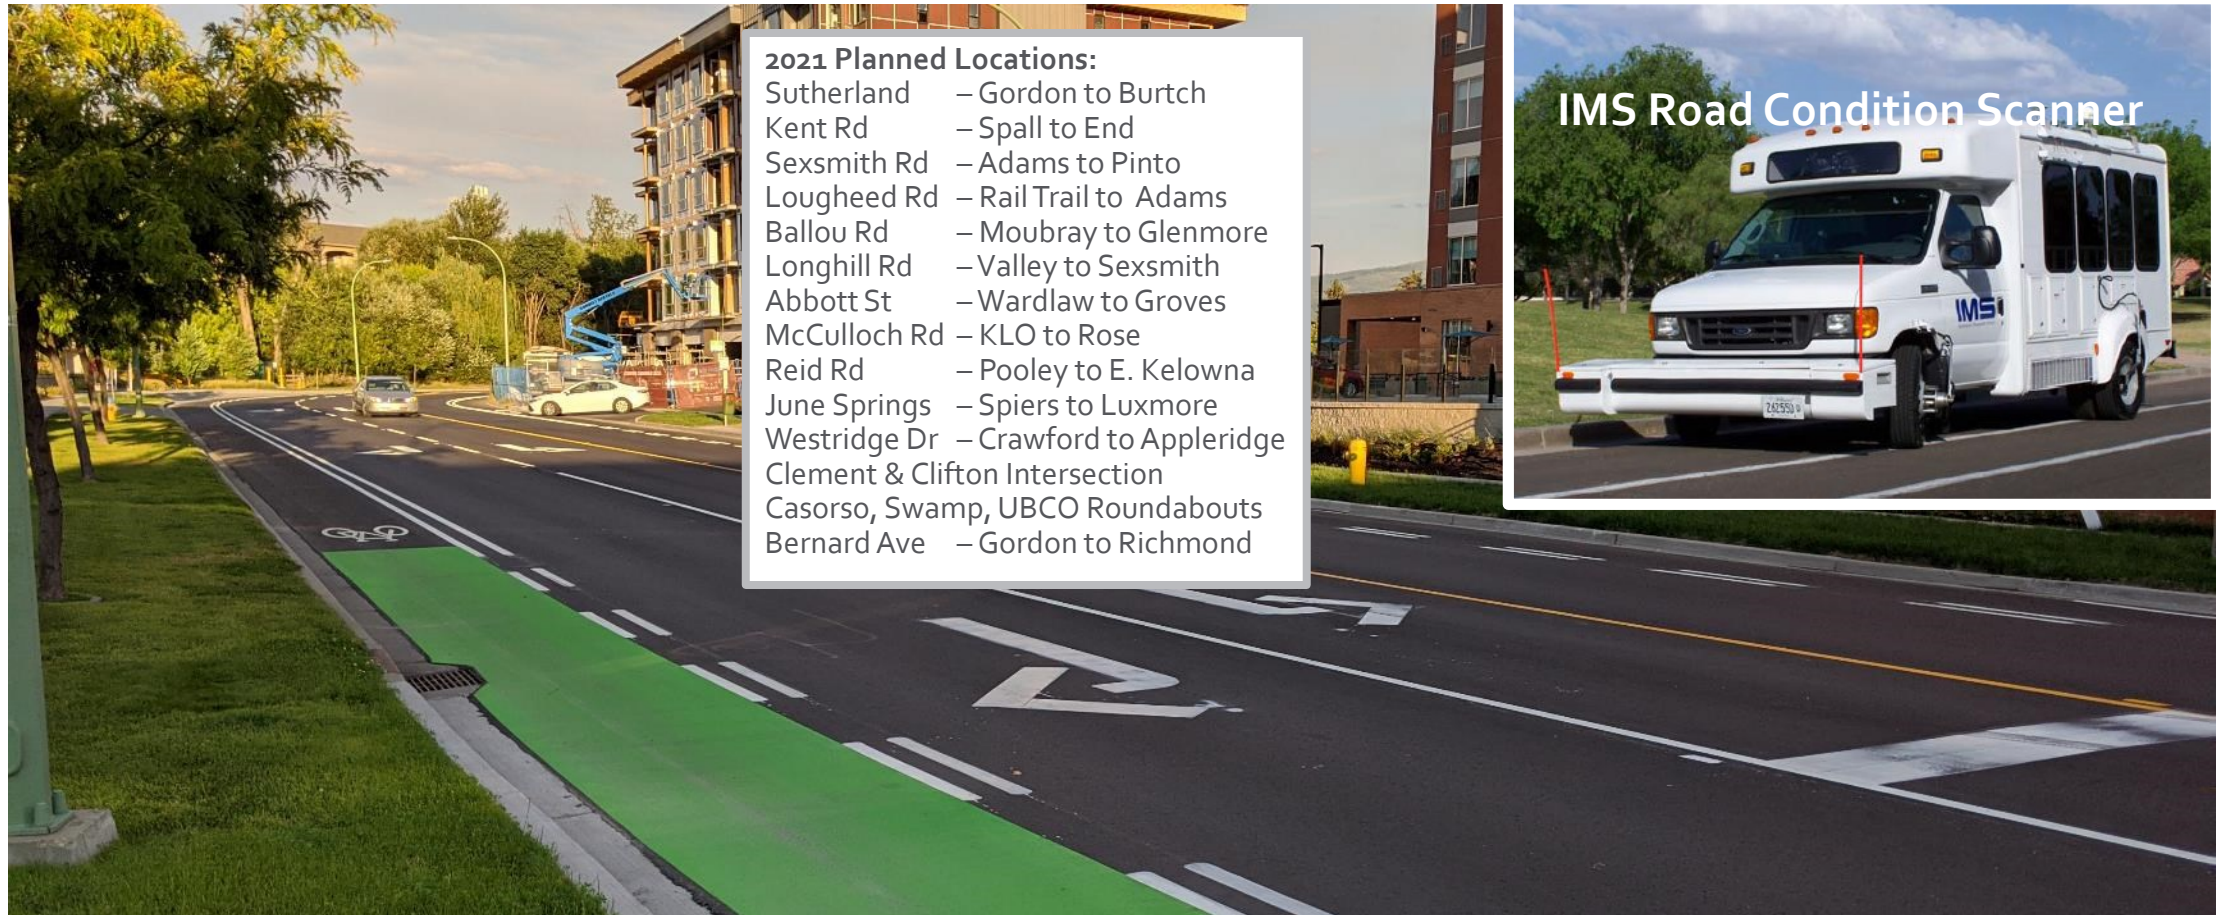 2021 Planned Locations:
Sutherland – Gordon to Burtch
Kent Rd – Spall to End
Sexsmith Rd – Adams to Pinto
Lougheed Rd – Rail Trail to Adams
Ballou Rd – Moubray to Glenmore
Longhill Rd – Valley to Sexsmith
Abbott St – Wardlaw to Groves
McCulloch Rd – KLO to Rose
Reid Rd – Pooley to E. Kelowna
June Springs – Spiers to Luxmore
Westridge Dr – Crawford to Appleridge
Clement & Clifton Intersection
Casorso, Swamp, UBCO Roundabouts
Bernard Ave – Gordon to Richmond
IMS Road Condition Scanner
IMS